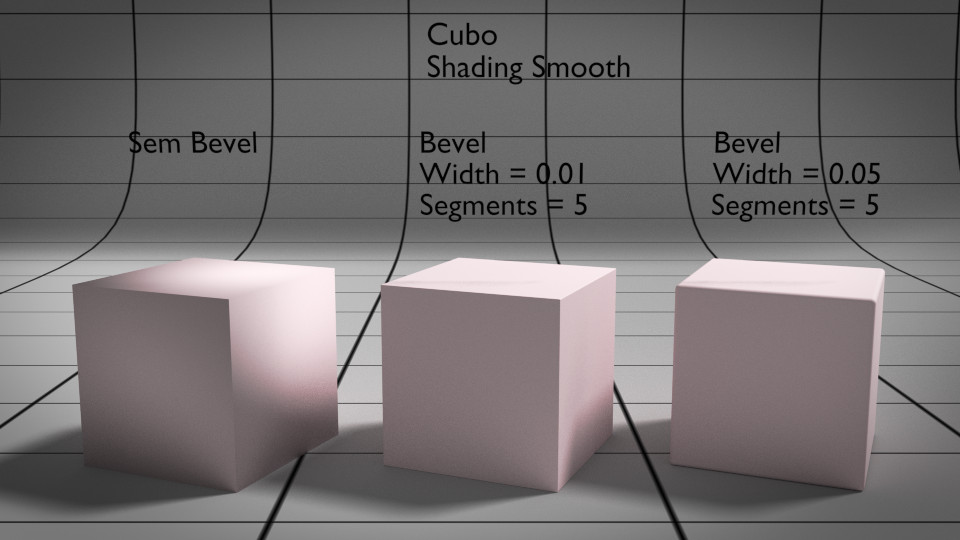 Cubo
Shading Smooth
Sem Bevel
Bevel
Width = 0.01
Segments = 5
Bevel
Width = 0.05
Segments = 5